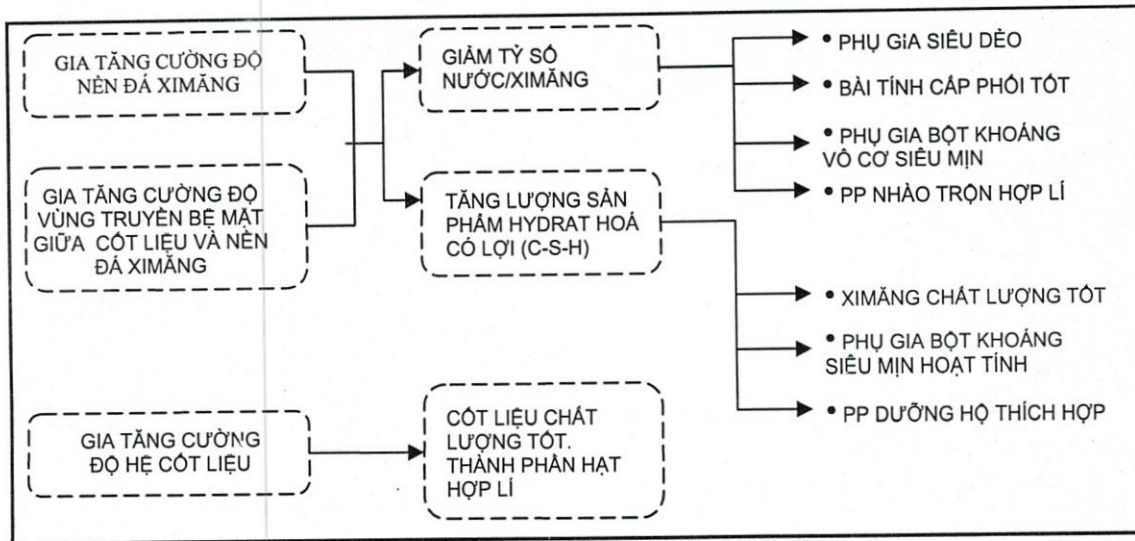 GIA TĂNG CƯỜNG ĐỘ
NỀN ĐÁ XIMĂNG
GIA TĂNG CƯỜNG ĐỘ
VÙNG TRUYỀN BỀ MẶT
GIỮA CỐT LIỆU VÀ NỀN
ĐÁ XIMĂNG
GIA TĂNG CƯỜNG
ĐỘ HỆ CỐT LIỆU
GIẢM TỶ SỐ
NƯỚC/XIMĂNG
TĂNG LƯỢNG SẢN
PHẨM HYDRAT HOÁ
CÓ LỢI (C-S-H)
CỐT LIỆU CHẤT
LƯỢNG TỐT.
THÀNH PHẦN HẠT
HỢP LÍ
• PHỤ GIA SIÊU DẺO
• BÀI TÍNH CẤP PHỐI TỐT
• PHỤ GIA BỘT KHOÁNG
VÔ CƠ SIÊU MỊN
• PP NHÀO TRỘN HỢP LÍ
• XIMĂNG CHẤT LƯỢNG TỐT
• PHỤ GIA BỘT KHOÁNG
SIÊU MỊN HOẠT TÍNH
• PP DƯỠNG HỘ THÍCH HỢP